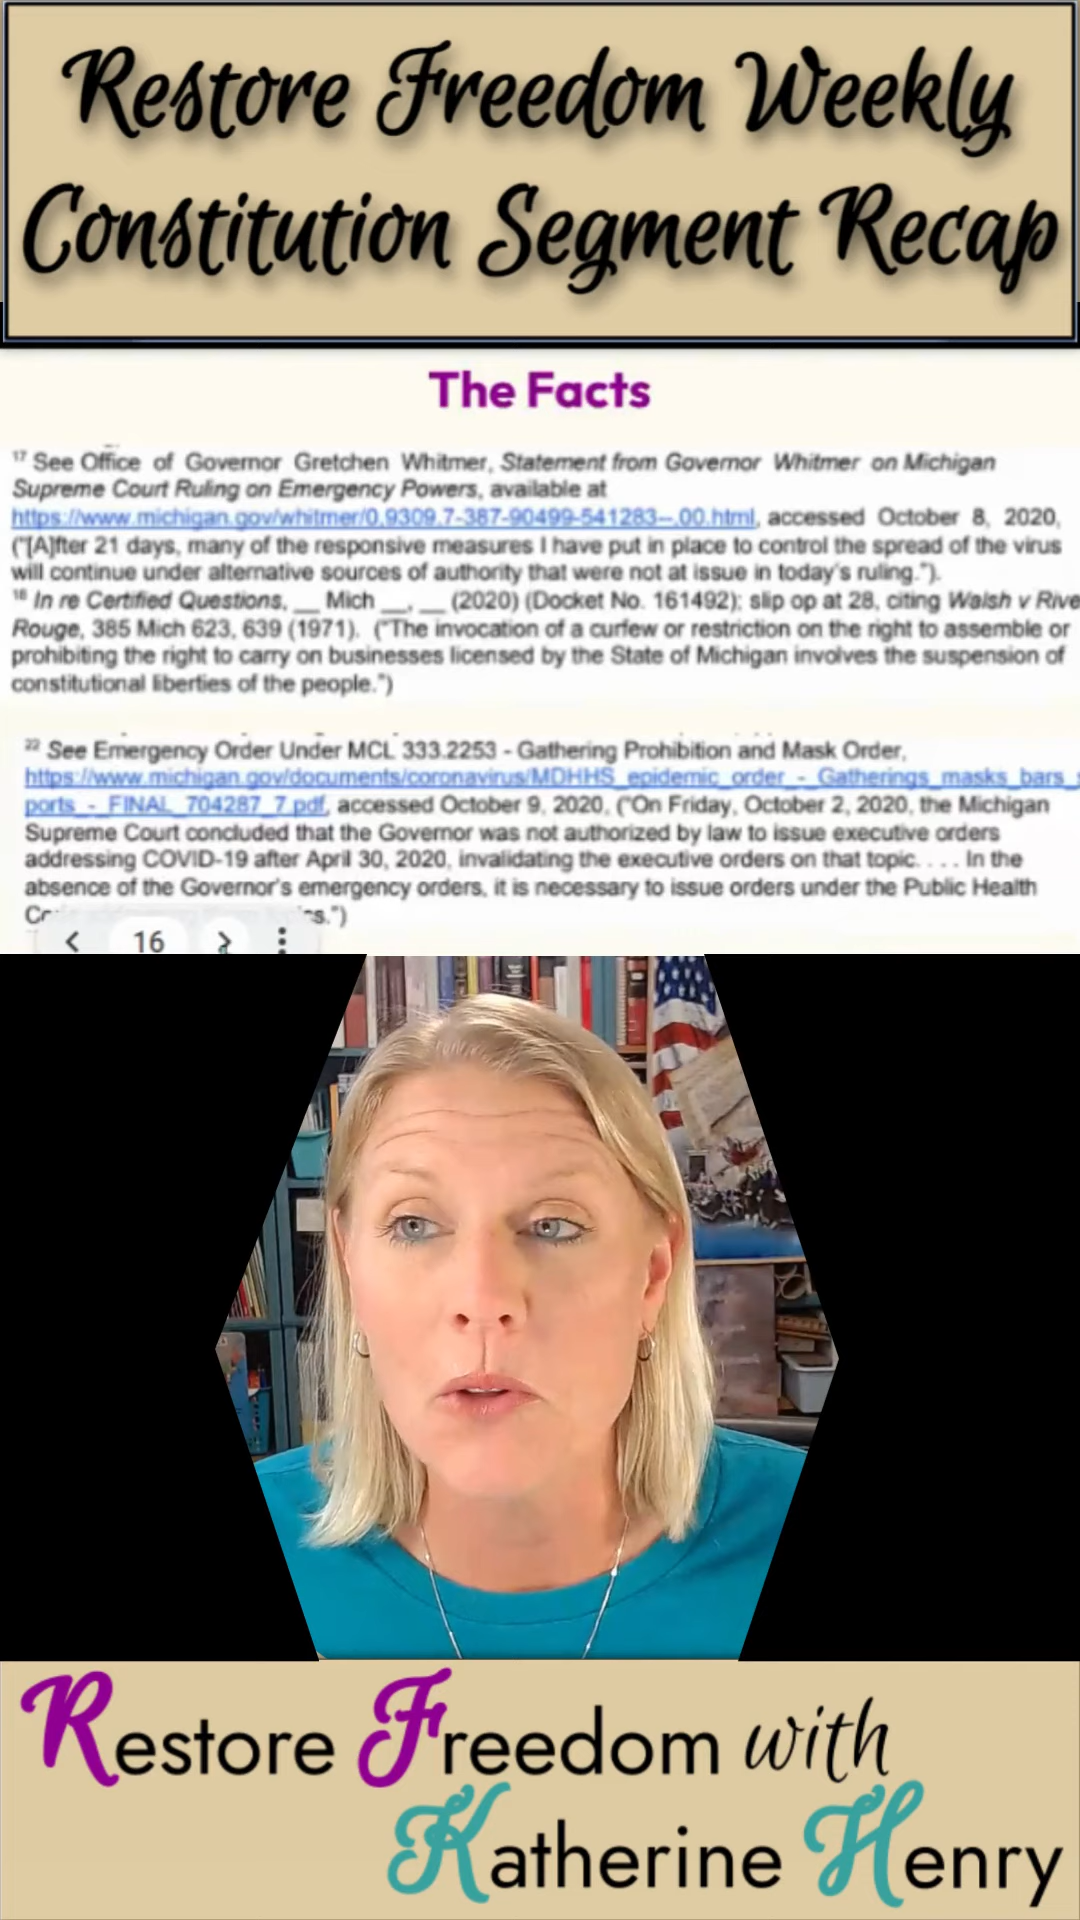 Restore Freedom Weekly
Constitution Segment Recap
The Facts
17 See Office of Governor Gretchen Whitmer, Statement from Governor Whitmer on Michigan
Supreme Court Ruling on Emergency Powers, available at
https://www.michigan.gov/whitmer/0,9309,7-387-90499-541283--,00.html, accessed October 8, 2020,
("[A]fter 21 days, many of the responsive measures I have put in place to control the spread of the virus
will continue under alternative sources of authority that were not at issue in today's ruling.").
18 In re Certified Questions, __ Mich __, __ (2020) (Docket No. 161492); slip op at 28, citing Walsh v Rive
Rouge, 385 Mich 623, 639 (1971). ("The invocation of a curfew or restriction on the right to assemble or
prohibiting the right to carry on businesses licensed by the State of Michigan involves the suspension of
constitutional liberties of the people.")
22 See Emergency Order Under MCL 333.2253 - Gathering Prohibition and Mask Order,
https://www.michigan.gov/documents/coronavirus/MDHHS_epidemic_order_-_Gatherings_masks_bars_s
ports_-_FINAL_704287_7.pdf, accessed October 9, 2020, ("On Friday, October 2, 2020, the Michigan
Supreme Court concluded that the Governor was not authorized by law to issue executive orders
addressing COVID-19 after April 30, 2020, invalidating the executive orders on that topic. . . . In the
absence of the Governor's emergency orders, it is necessary to issue orders under the Public Health
16
Restore Freedom with
Katherine Henry